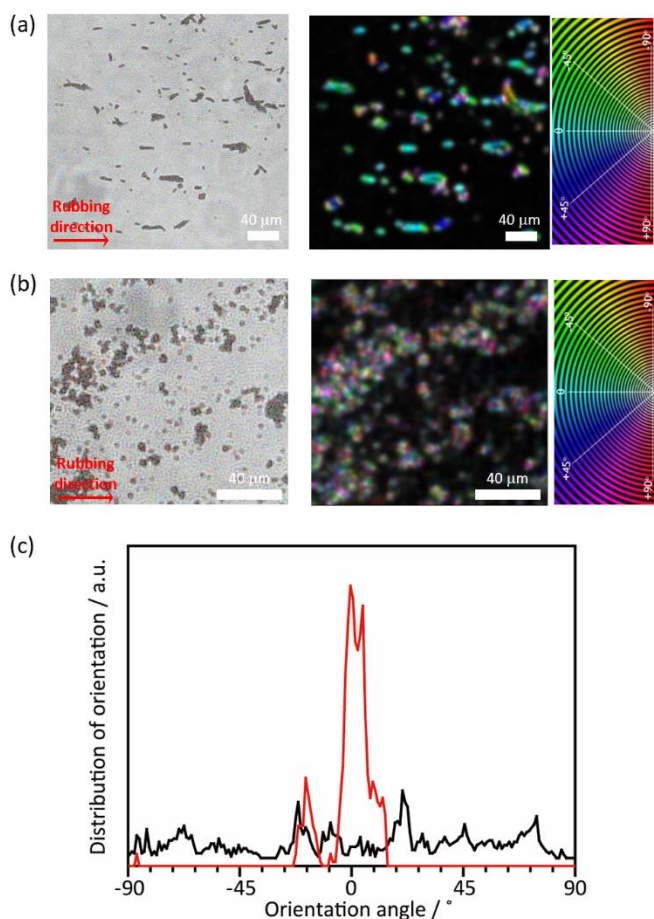 (a)
Rubbing
direction
40 μm
40 μm
-90°
-45°
0
+45°
+90°
(b)
Rubbing
direction
40 μm
40 μm
-90°
-45°
0
+45°
+90°
(c)
Distribution of orientation / a.u.
-90
-45
0
45
90
Orientation angle / °